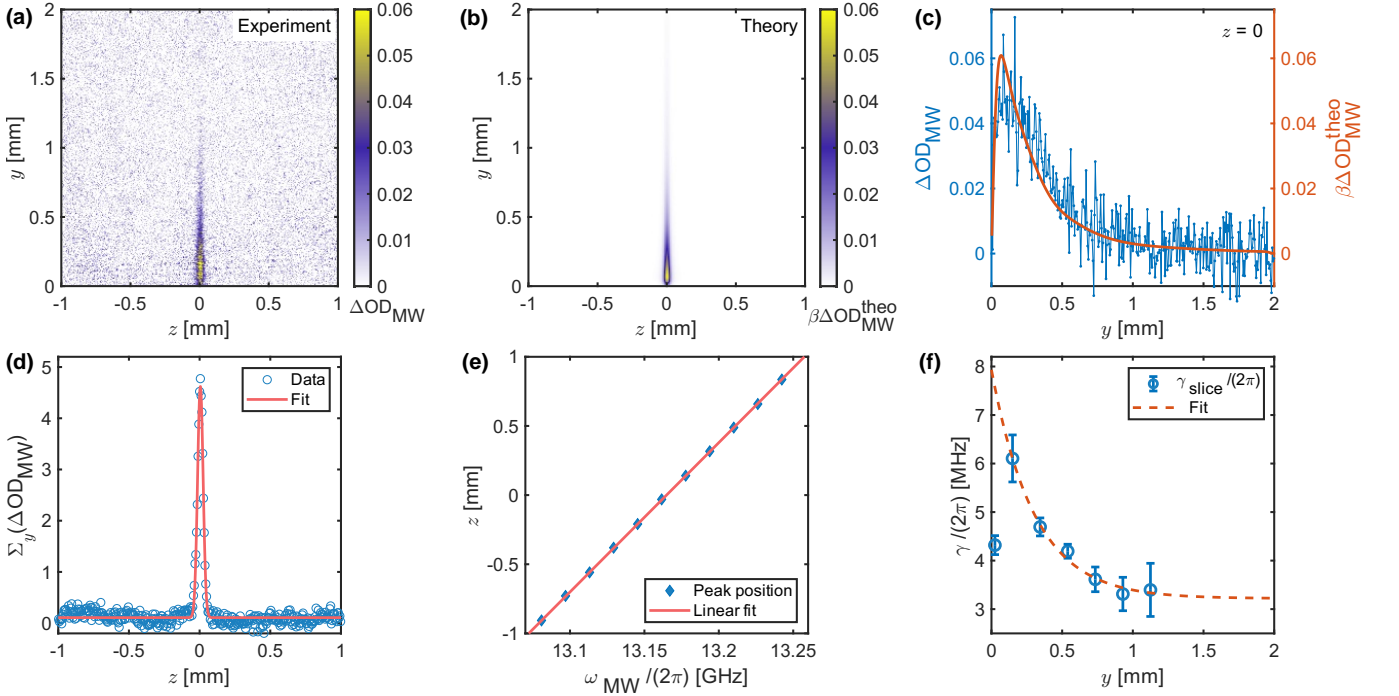 (a)
Experiment
2
1.5
1
0.5
0
y [mm]
-1
-0.5
0
0.5
1
z [mm]
0.06
0.05
0.04
0.03
0.02
0.01
0
ΔOD_MW
(b)
Theory
2
1.5
1
0.5
0
y [mm]
-1
-0.5
0
0.5
1
z [mm]
0.06
0.05
0.04
0.03
0.02
0.01
0
βΔOD_MW^theo
(c)
z = 0
0.06
0.04
0.02
0
ΔOD_MW
0.06
0.04
0.02
0
βΔOD_MW^theo
0
0.5
1
1.5
2
y [mm]
(d)
Data
Fit
5
4
3
2
1
0
Σ_y(ΔOD_MW)
-1
-0.5
0
0.5
1
z [mm]
(e)
1
0.5
0
-0.5
-1
z [mm]
Peak position
Linear fit
13.1
13.15
13.2
13.25
ω_MW/(2π) [GHz]
(f)
γ_slice/(2π)
Fit
8
7
6
5
4
3
γ/(2π) [MHz]
0
0.5
1
1.5
2
y [mm]